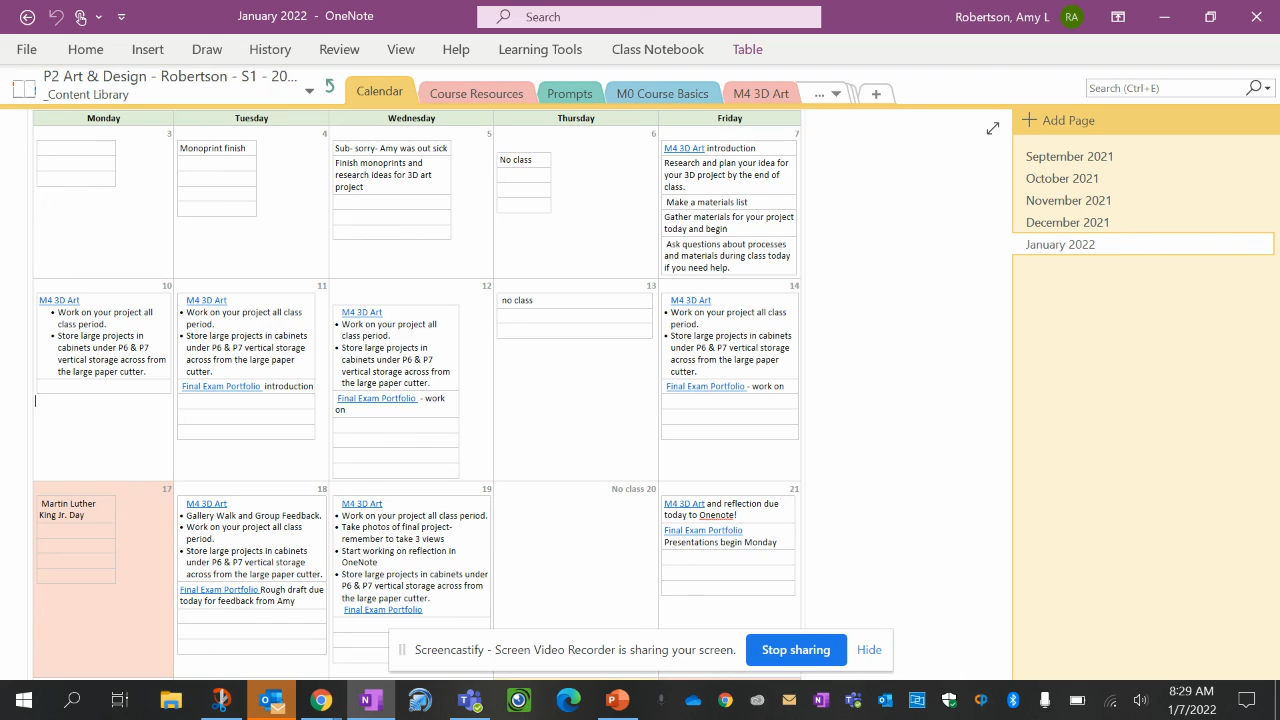 January 2022 - OneNote
Search
Robertson, Amy L
RA
File
Home
Insert
Draw
History
Review
View
Help
Learning Tools
Class Notebook
Table
P2 Art & Design - Robertson - S1 - 20...
_Content Library
Calendar
Course Resources
Prompts
M0 Course Basics
M4 3D Art
...
Search (Ctrl+E)
Add Page
September 2021
October 2021
November 2021
December 2021
January 2022
Monday
Tuesday
Wednesday
Thursday
Friday
3
4
Monoprint finish
5
Sub- sorry- Amy was out sick
Finish monoprints and
research ideas for 3D art
project
6
No class
7
M4 3D Art introduction
Research and plan your idea for
your 3D project by the end of
class.
Make a materials list
Gather materials for your project
today and begin
Ask questions about processes
and materials during class today
if you need help.
10
M4 3D Art
• Work on your project all
class period.
• Store large projects in
cabinets under P6 & P7
vertical storage across from
the large paper cutter.
11
M4 3D Art
• Work on your project all class
period.
• Store large projects in cabinets
under P6 & P7 vertical storage
across from the large paper
cutter.
Final Exam Portfolio introduction
12
M4 3D Art
• Work on your project all
class period.
• Store large projects in
cabinets under P6 & P7
vertical storage across from
the large paper cutter.
Final Exam Portfolio - work
on
13
no class
14
M4 3D Art
• Work on your project all class
period.
• Store large projects in
cabinets under P6 & P7
vertical storage across from
the large paper cutter.
Final Exam Portfolio - work on
17
Martin Luther
King Jr. Day
18
M4 3D Art
• Gallery Walk and Group Feedback.
• Work on your project all class
period.
• Store large projects in cabinets
under P6 & P7 vertical storage
across from the large paper cutter.
Final Exam Portfolio Rough draft due
today for feedback from Amy
19
M4 3D Art
• Work on your project all class period.
• Take photos of final project-
remember to take 3 views
• Start working on reflection in
OneNote
• Store large projects in cabinets under
P6 & P7 vertical storage across from
the large paper cutter.
Final Exam Portfolio
No class 20
21
M4 3D Art and reflection due
today to Onenote!
Final Exam Portfolio
Presentations begin Monday
Screencastify - Screen Video Recorder is sharing your screen.
Stop sharing
Hide
8:29 AM
1/7/2022